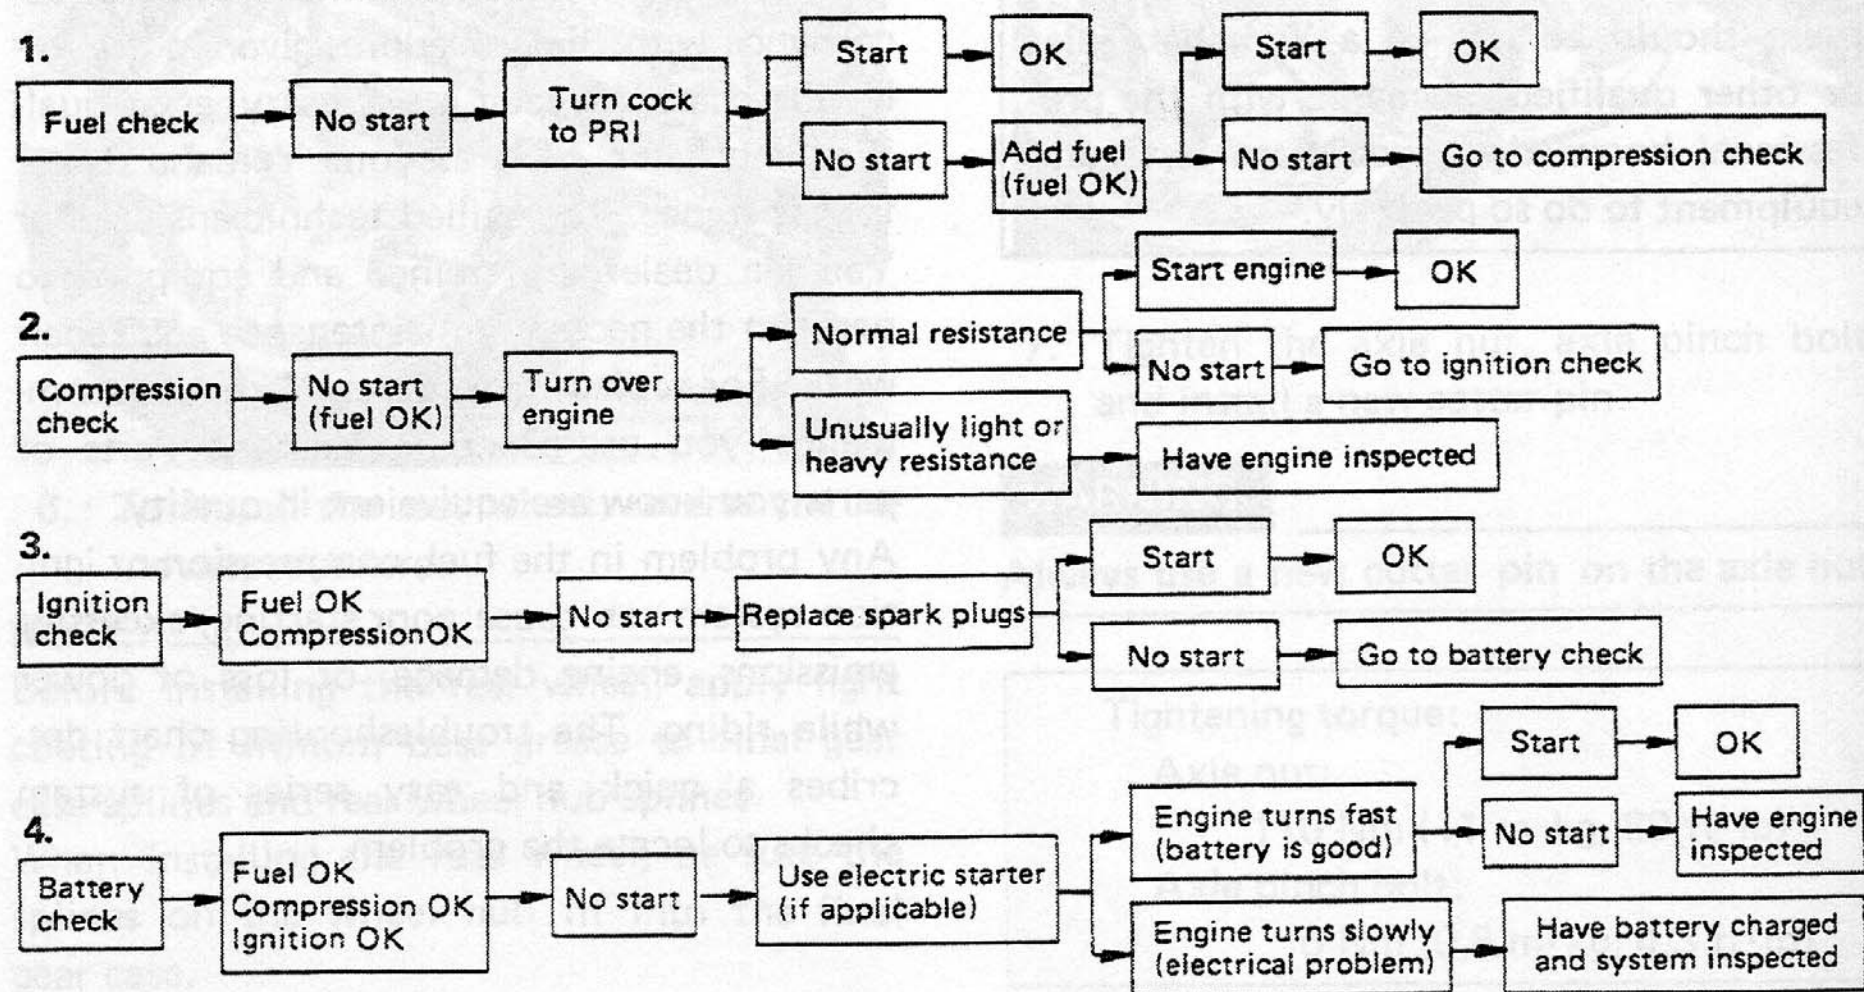 1.
Fuel check
No start
Turn cock
to PRI
Start
OK
No start
Add fuel
(fuel OK)
Start
OK
No start
Go to compression check
2.
Compression
check
No start
(fuel OK)
Turn over
engine
Normal resistance
Start engine
OK
No start
Go to ignition check
Unusually light or
heavy resistance
Have engine inspected
3.
Ignition
check
Fuel OK
CompressionOK
No start
Replace spark plugs
Start
OK
No start
Go to battery check
4.
Battery
check
Fuel OK
Compression OK
Ignition OK
No start
Use electric starter
(if applicable)
Engine turns fast
(battery is good)
Start
OK
No start
Have engine
inspected
Engine turns slowly
(electrical problem)
Have battery charged
and system inspected